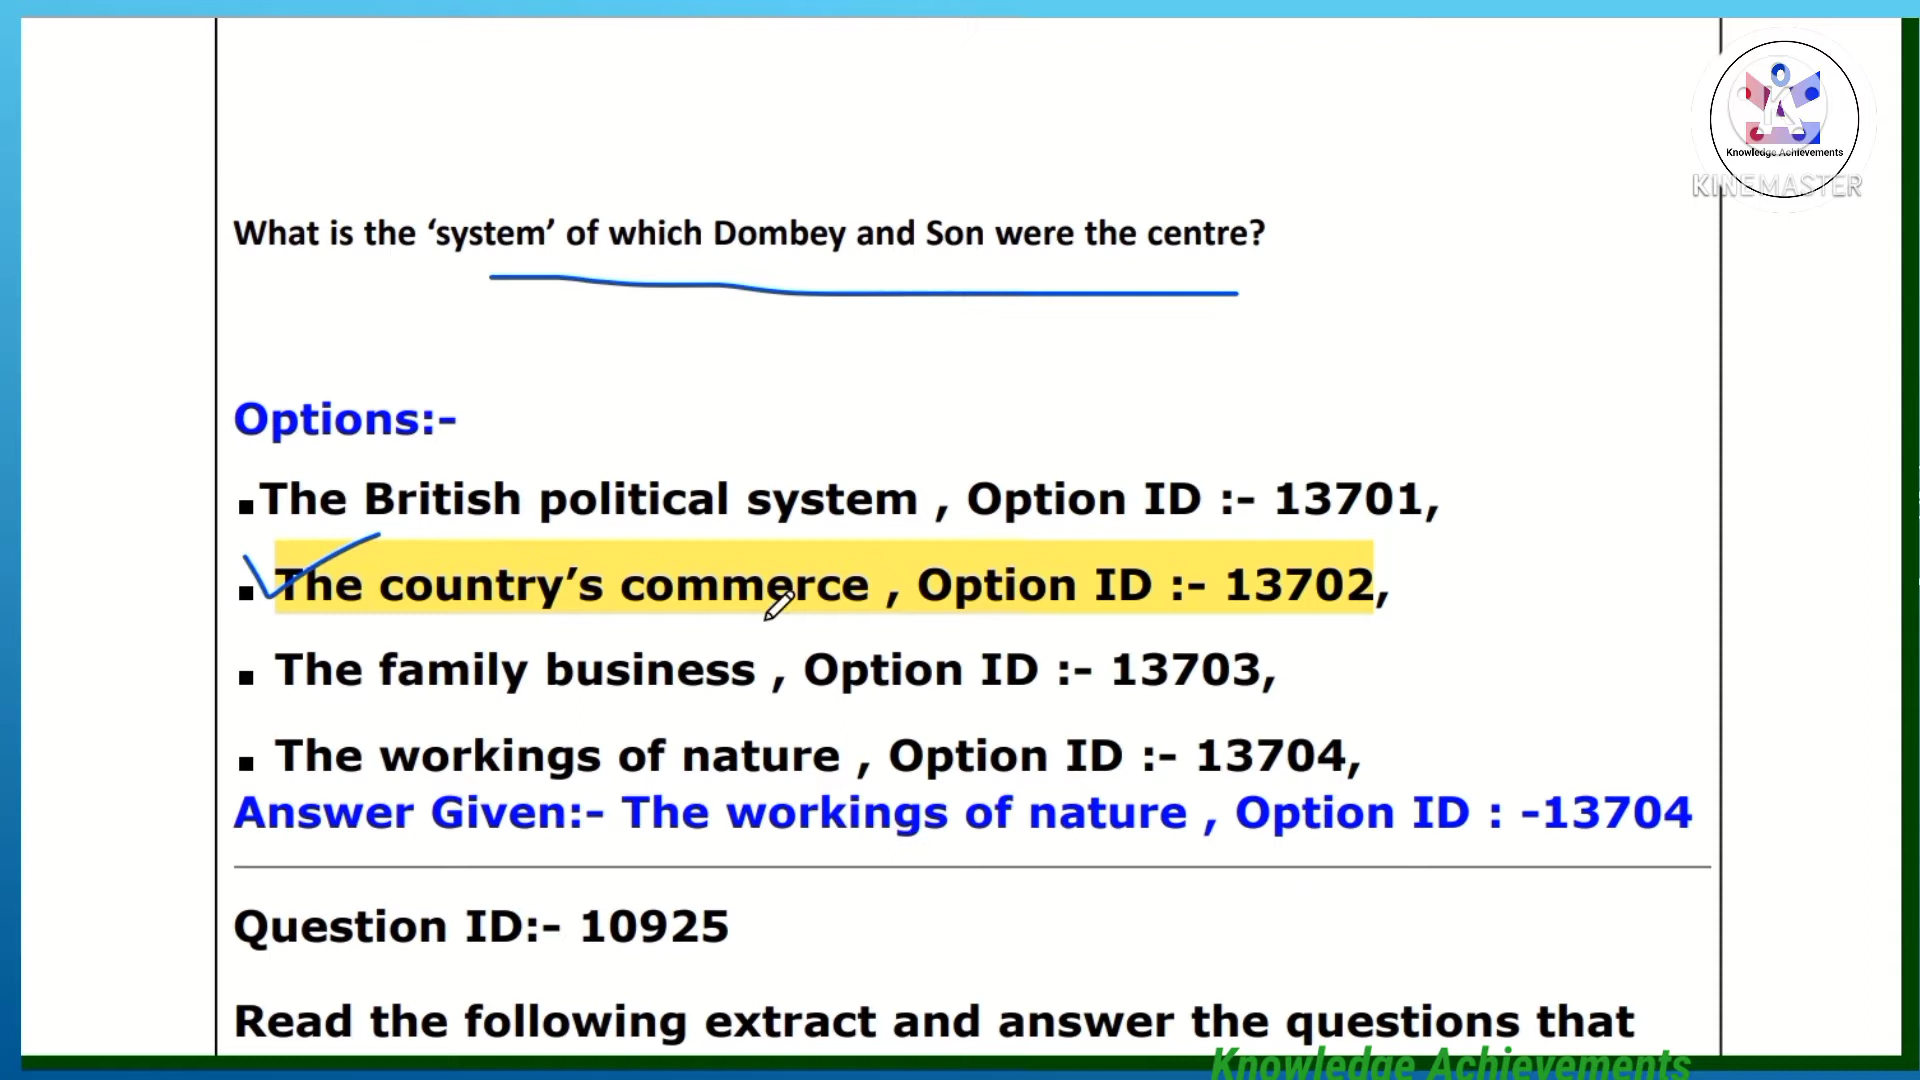 Knowledge Achievements
KINEMASTER
What is the ‘system’ of which Dombey and Son were the centre?
Options:-
▪The British political system , Option ID :- 13701,
▪ The country’s commerce , Option ID :- 13702,
▪ The family business , Option ID :- 13703,
▪ The workings of nature , Option ID :- 13704,
Answer Given:- The workings of nature , Option ID : -13704
Question ID:- 10925
Read the following extract and answer the questions that
Knowledge Achievements